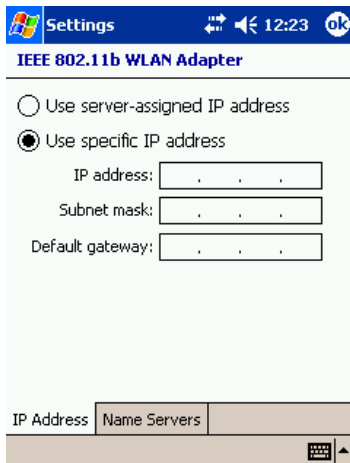 Settings 12:23 ok
IEEE 802.11b WLAN Adapter
Use server-assigned IP address
Use specific IP address
IP address: . . .
Subnet mask: . . .
Default gateway: . . .
IP Address Name Servers